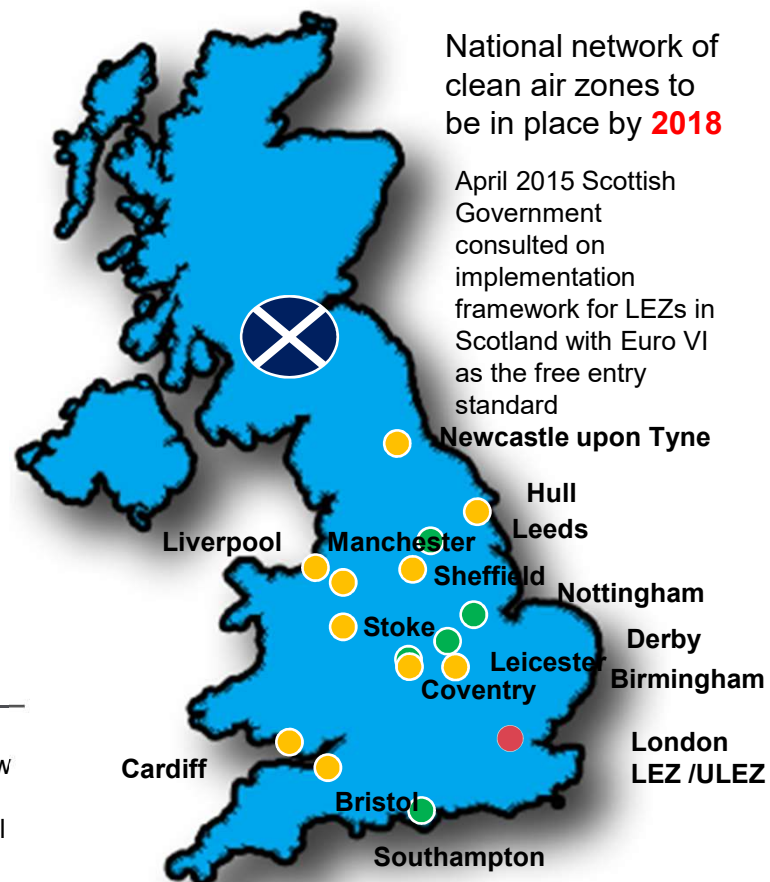 National network of
clean air zones to
be in place by 2018
April 2015 Scottish
Government
consulted on
implementation
framework for LEZs in
Scotland with Euro VI
as the free entry
standard
Newcastle upon Tyne
Hull
Leeds
Liverpool
Manchester
Sheffield
Nottingham
Stoke
Derby
Leicester
Birmingham
Coventry
London
LEZ /ULEZ
Cardiff
Bristol
Southampton